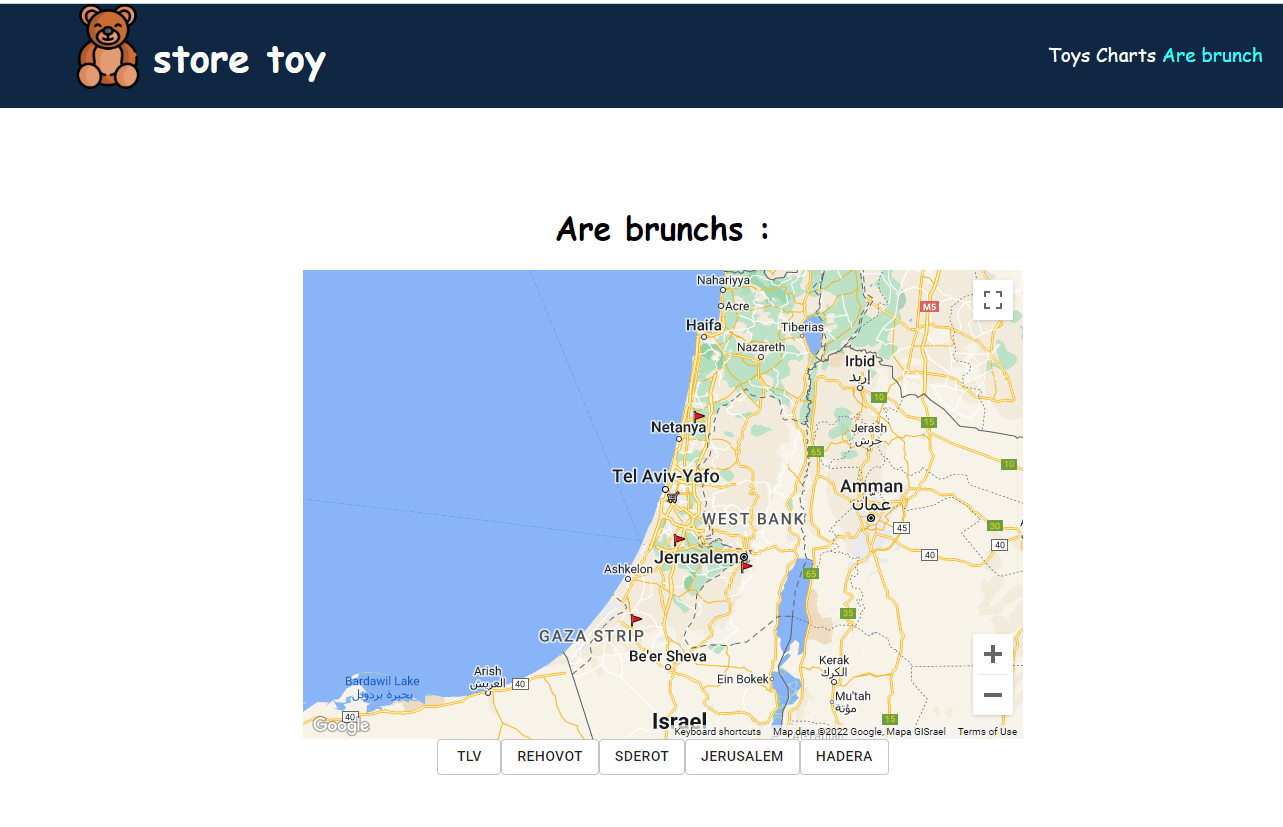 store toy
Toys Charts Are brunch
Are brunchs :
Nahariyya
Acre
M5
Haifa
Tiberias
Nazareth
Irbid
إربد
10
15
Netanya
Jerash
جرش
65
10
Tel Aviv-Yafo
Amman
عمّان
WEST BANK
45
30
40
40
Jerusalem
Ashkelon
65
35
GAZA STRIP
Be'er Sheva
Kerak
الكرك
Arish
العريش
40
Ein Bokek
Bardawil Lake
بحيرة بردويل
Mu'tah
مؤتة
40
15
Israel
Google
Keyboard shortcuts
Map data ©2022 Google, Mapa GISrael
Terms of Use
TLV
REHOVOT
SDEROT
JERUSALEM
HADERA